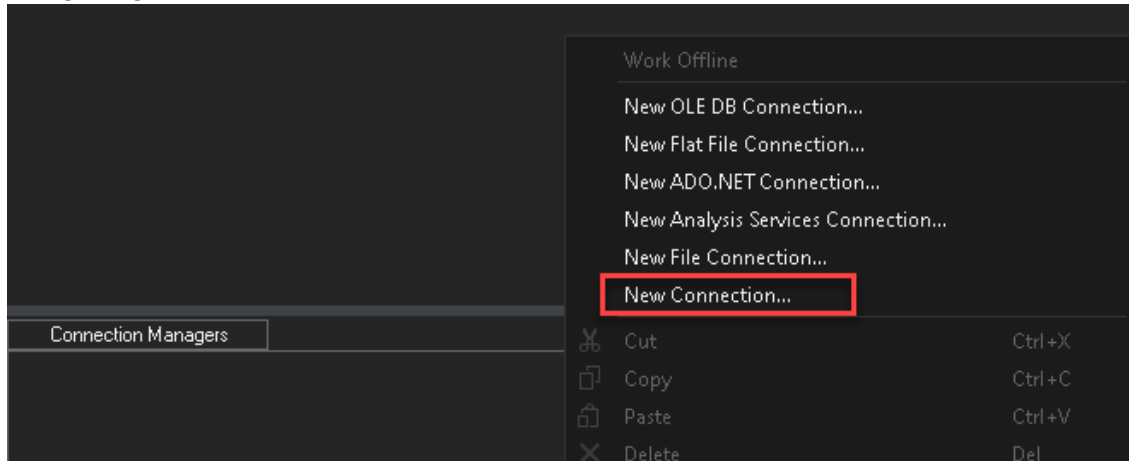 Work Offline
New OLE DB Connection...
New Flat File Connection...
New ADO.NET Connection...
New Analysis Services Connection...
New File Connection...
New Connection...
Connection Managers
Cut Ctrl+X
Copy Ctrl+C
Paste Ctrl+V
Delete Del